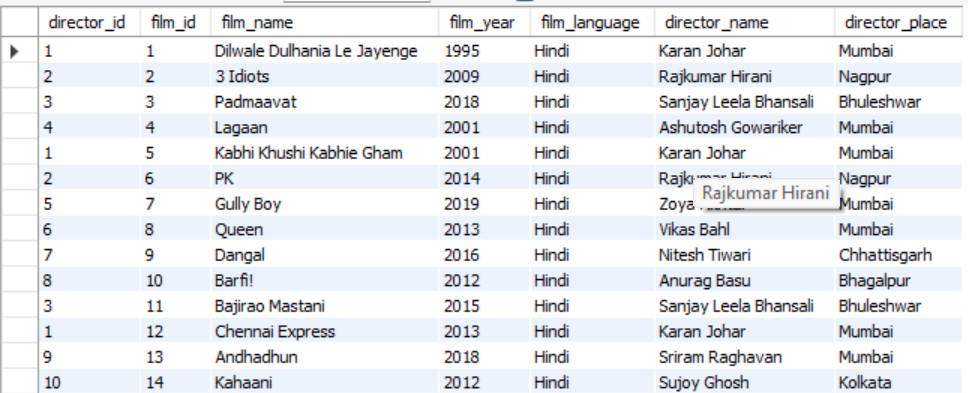 director_id film_id film_name film_year film_language director_name director_place
1 1 Dilwale Dulhania Le Jayenge 1995 Hindi Karan Johar Mumbai
2 2 3 Idiots 2009 Hindi Rajkumar Hirani Nagpur
3 3 Padmaavat 2018 Hindi Sanjay Leela Bhansali Bhuleshwar
4 4 Lagaan 2001 Hindi Ashutosh Gowariker Mumbai
1 5 Kabhi Khushi Kabhie Gham 2001 Hindi Karan Johar Mumbai
2 6 PK 2014 Hindi Rajkumar Hirani Nagpur
Rajkumar Hirani
5 7 Gully Boy 2019 Hindi Zoya Mumbai
6 8 Queen 2013 Hindi Vikas Bahl Mumbai
7 9 Dangal 2016 Hindi Nitesh Tiwari Chhattisgarh
8 10 Barfi! 2012 Hindi Anurag Basu Bhagalpur
3 11 Bajirao Mastani 2015 Hindi Sanjay Leela Bhansali Bhuleshwar
1 12 Chennai Express 2013 Hindi Karan Johar Mumbai
9 13 Andhadhun 2018 Hindi Sriram Raghavan Mumbai
10 14 Kahaani 2012 Hindi Sujoy Ghosh Kolkata